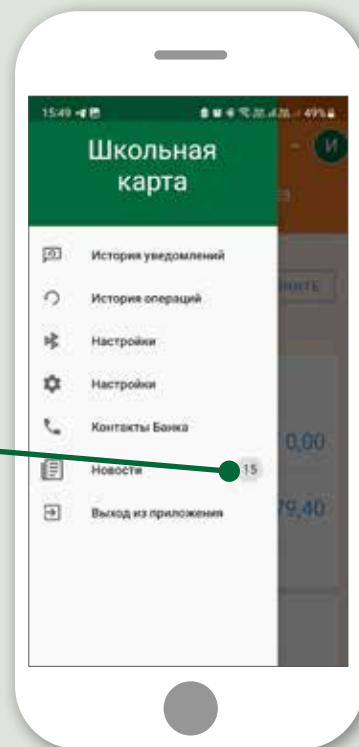 15:49
49%
Школьная
карта
И
История уведомлений
История операций
Настройки
Настройки
Контакты Банка
0,00
Новости
15
Выход из приложения
79,40